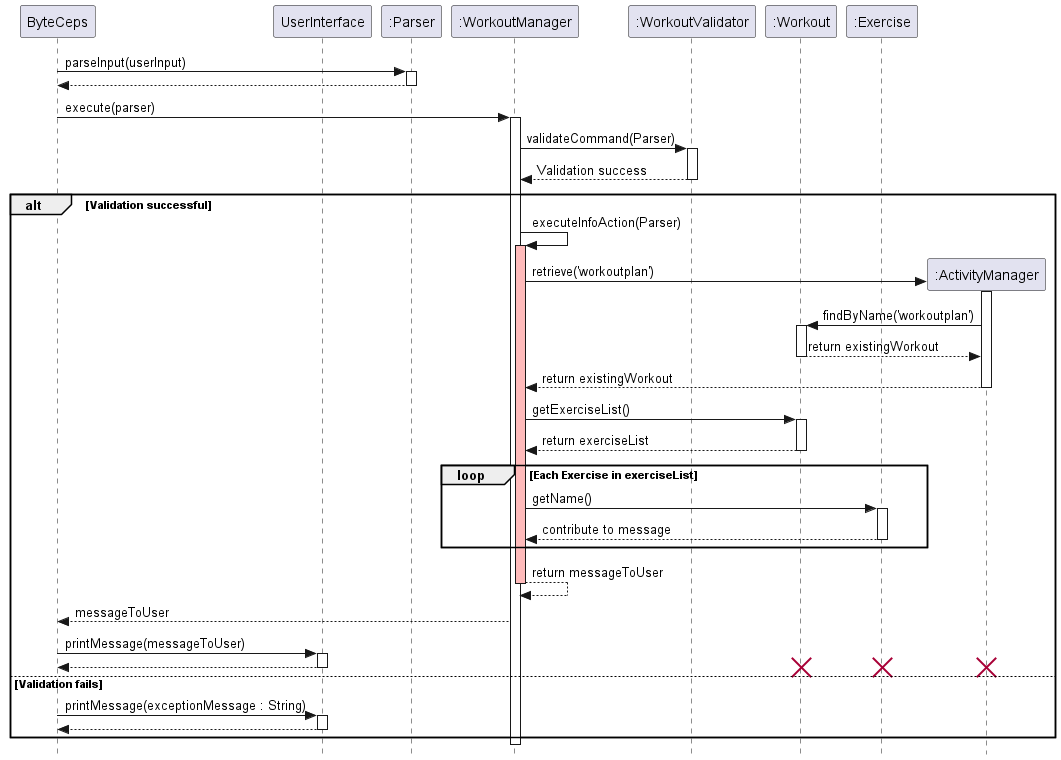 ByteCeps
UserInterface
:Parser
:WorkoutManager
:WorkoutValidator
:Workout
:Exercise
parseInput(userInput)
execute(parser)
validateCommand(Parser)
Validation success
alt
[Validation successful]
executeInfoAction(Parser)
retrieve('workoutplan')
:ActivityManager
findByName('workoutplan')
return existingWorkout
return existingWorkout
getExerciseList()
return exerciseList
loop
[Each Exercise in exerciseList]
getName()
contribute to message
return messageToUser
messageToUser
printMessage(messageToUser)
[Validation fails]
printMessage(exceptionMessage : String)